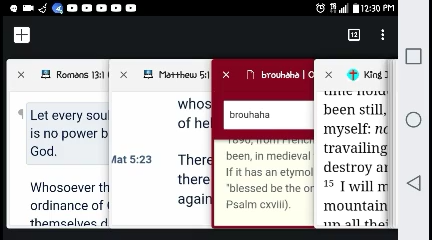 12:30 PM
12
Romans 13:1
Let every soul
is no power b
God.
Whosoever th
ordinance of
themselves d
Matthew 5:1
whos
of hel
Mat 5:23
There
there
again
brouhaha | O
brouhaha
1890, from French
been, in medieval
If it has an etymol
"blessed be the on
Psalm cxviii).
King
time hold
been still,
myself: no
travailing
destroy an
15 I will m
mountain
up all thei